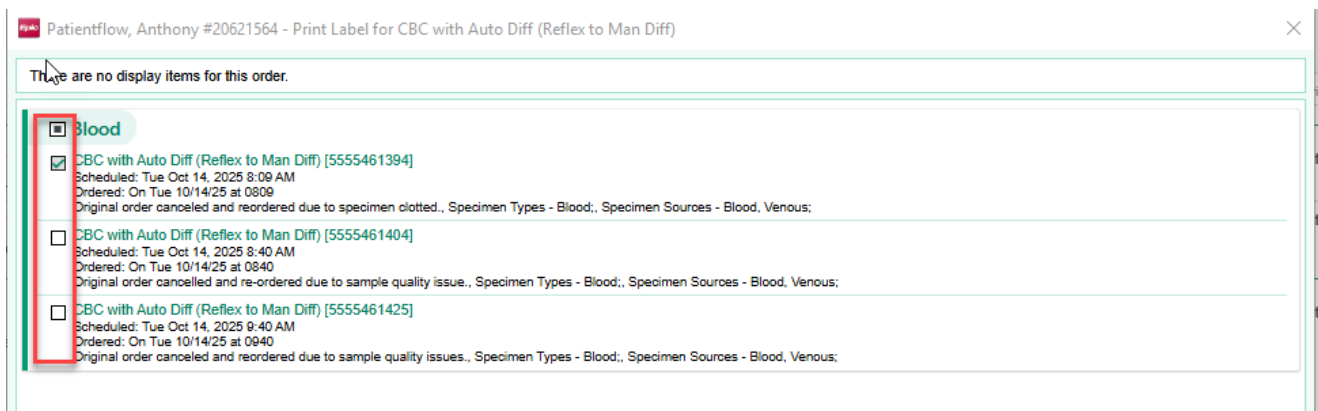 Patientflow, Anthony #20621564 - Print Label for CBC with Auto Diff (Reflex to Man Diff)
There are no display items for this order.
Blood
CBC with Auto Diff (Reflex to Man Diff) [5555461394]
Scheduled: Tue Oct 14, 2025 8:09 AM
Ordered: On Tue 10/14/25 at 0809
Original order canceled and reordered due to specimen clotted., Specimen Types - Blood;, Specimen Sources - Blood, Venous;
CBC with Auto Diff (Reflex to Man Diff) [5555461404]
Scheduled: Tue Oct 14, 2025 8:40 AM
Ordered: On Tue 10/14/25 at 0840
Original order cancelled and re-ordered due to sample quality issue., Specimen Types - Blood;, Specimen Sources - Blood, Venous;
CBC with Auto Diff (Reflex to Man Diff) [5555461425]
Scheduled: Tue Oct 14, 2025 9:40 AM
Ordered: On Tue 10/14/25 at 0940
Original order canceled and reordered due to sample quality issues., Specimen Types - Blood;, Specimen Sources - Blood, Venous;